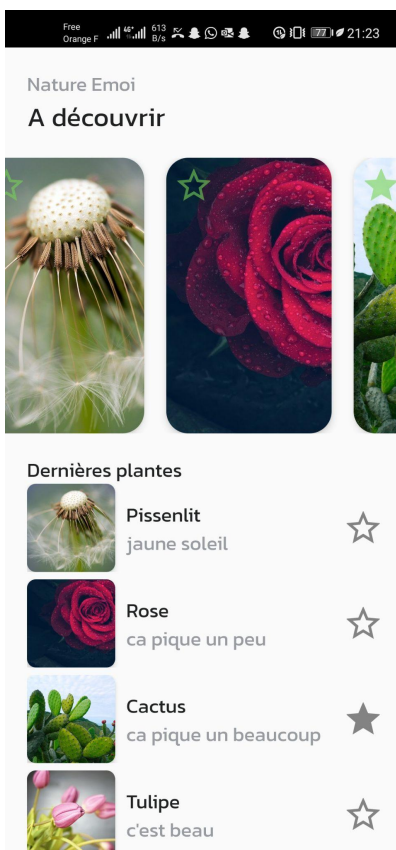 Free
Orange F
4G+
613
B/s
77
21:23
Nature Emoi
A découvrir
Dernières plantes
Pissenlit
jaune soleil
Rose
ca pique un peu
Cactus
ca pique un beaucoup
Tulipe
c'est beau